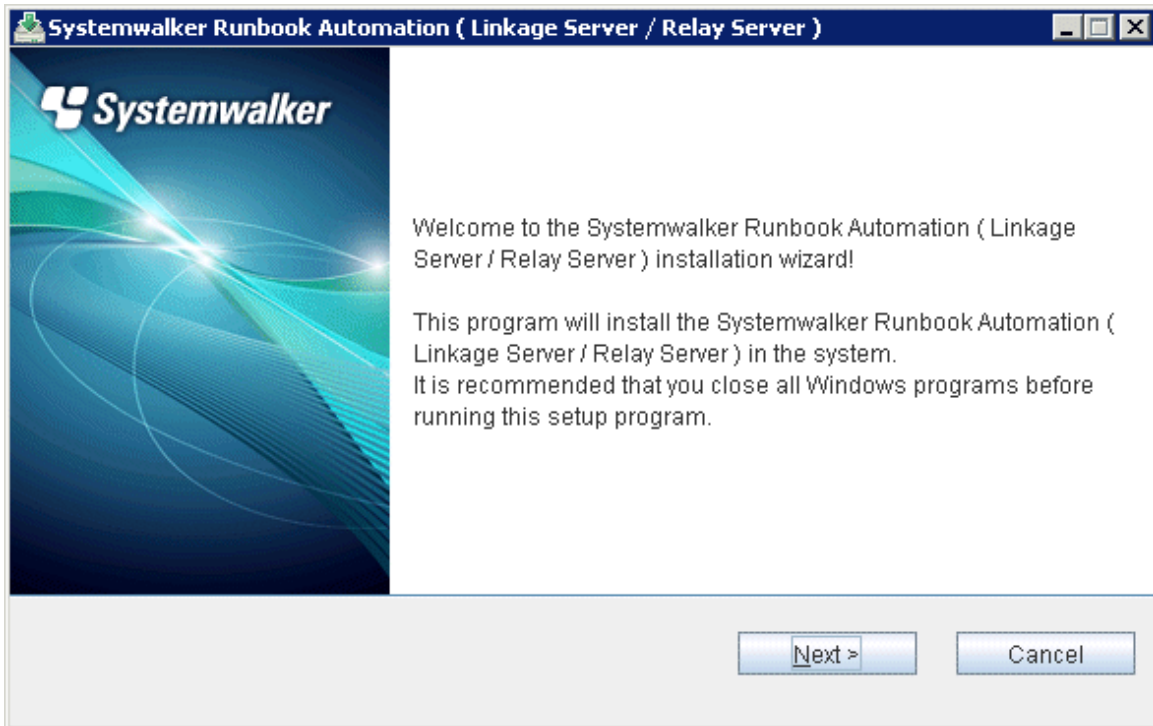 Systemwalker Runbook Automation ( Linkage Server / Relay Server )
Systemwalker
Welcome to the Systemwalker Runbook Automation ( Linkage
Server / Relay Server ) installation wizard!
This program will install the Systemwalker Runbook Automation (
Linkage Server / Relay Server ) in the system.
It is recommended that you close all Windows programs before
running this setup program.
Next >
Cancel